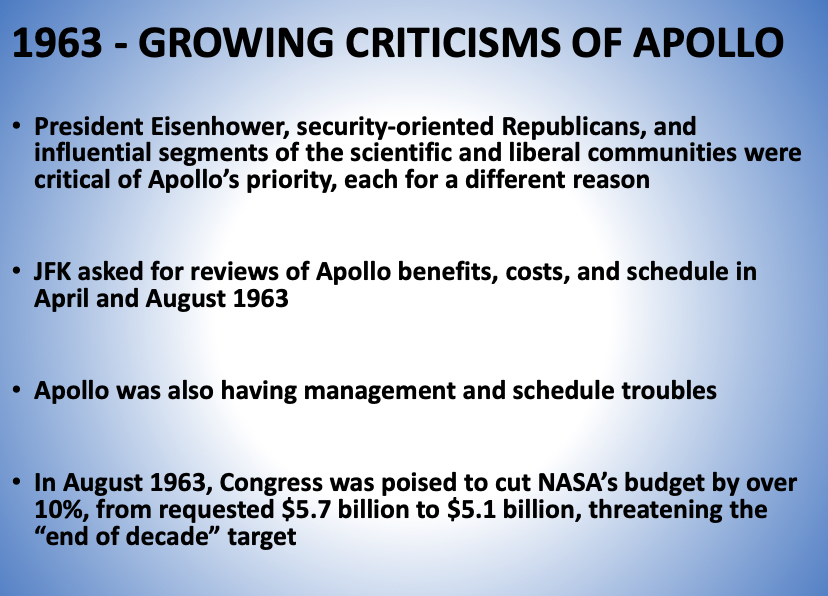 1963 - GROWING CRITICISMS OF APOLLO
• President Eisenhower, security-oriented Republicans, and
influential segments of the scientific and liberal communities were
critical of Apollo’s priority, each for a different reason
• JFK asked for reviews of Apollo benefits, costs, and schedule in
April and August 1963
• Apollo was also having management and schedule troubles
• In August 1963, Congress was poised to cut NASA’s budget by over
10%, from requested $5.7 billion to $5.1 billion, threatening the
“end of decade” target